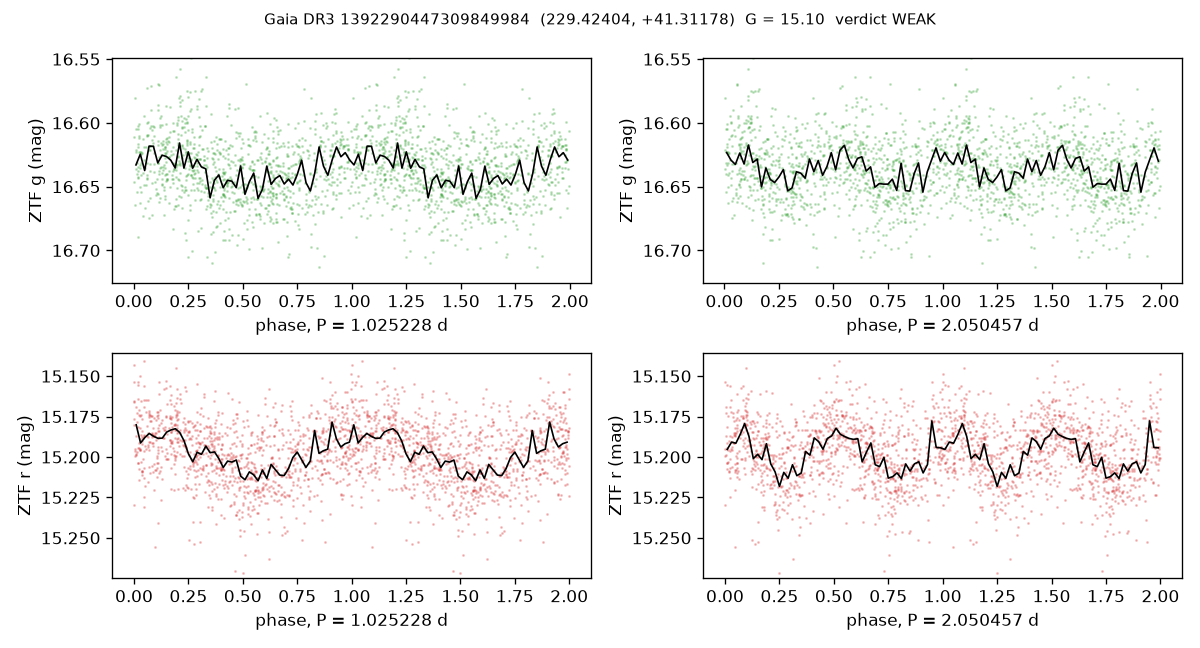 Gaia DR3 1392290447309849984 (229.42404, +41.31178) G = 15.10 verdict WEAK
16.55
16.60
16.65
16.70
ZTF g (mag)
0.00 0.25 0.50 0.75 1.00 1.25 1.50 1.75 2.00
phase, P = 1.025228 d
16.55
16.60
16.65
16.70
ZTF g (mag)
0.00 0.25 0.50 0.75 1.00 1.25 1.50 1.75 2.00
phase, P = 2.050457 d
15.150
15.175
15.200
15.225
15.250
ZTF r (mag)
0.00 0.25 0.50 0.75 1.00 1.25 1.50 1.75 2.00
phase, P = 1.025228 d
15.150
15.175
15.200
15.225
15.250
ZTF r (mag)
0.00 0.25 0.50 0.75 1.00 1.25 1.50 1.75 2.00
phase, P = 2.050457 d